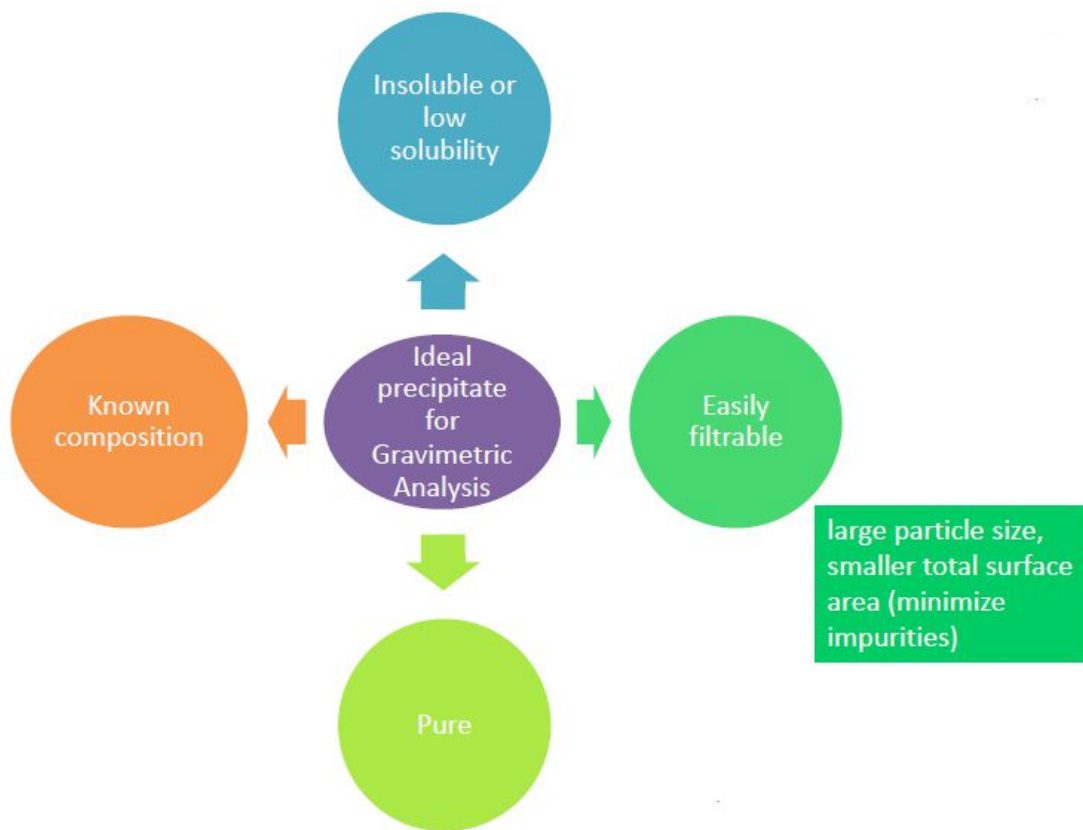 Insoluble or
low
solubility
Known
composition
Ideal
precipitate
for
Gravimetric
Analysis
Easily
filtrable
large particle size,
smaller total surface
area (minimize
impurities)
Pure